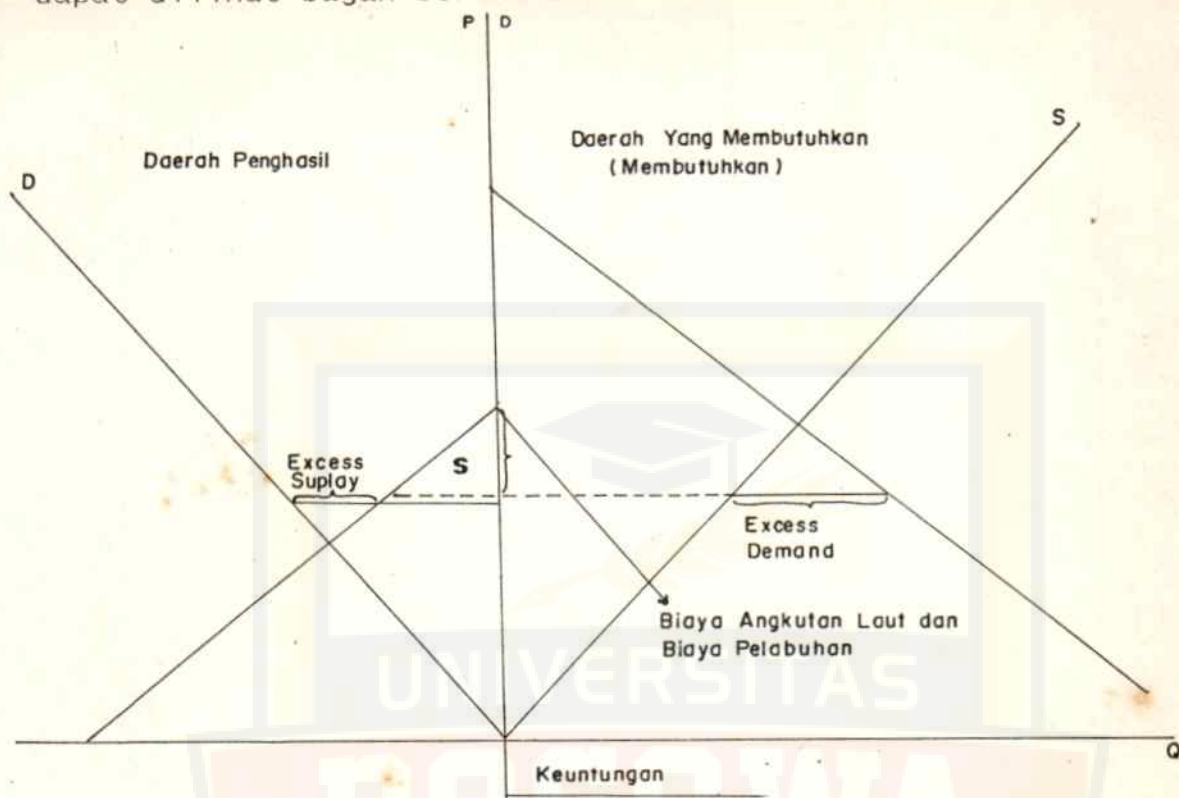 P D
Daerah Penghasil
Daerah Yang Membutuhkan
(Membutuhkan)
S
D
Excess
Suplay
S
Excess
Demand
Biaya Angkutan Laut dan
Biaya Pelabuhan
UNIVERSITAS
Q
Keuntungan